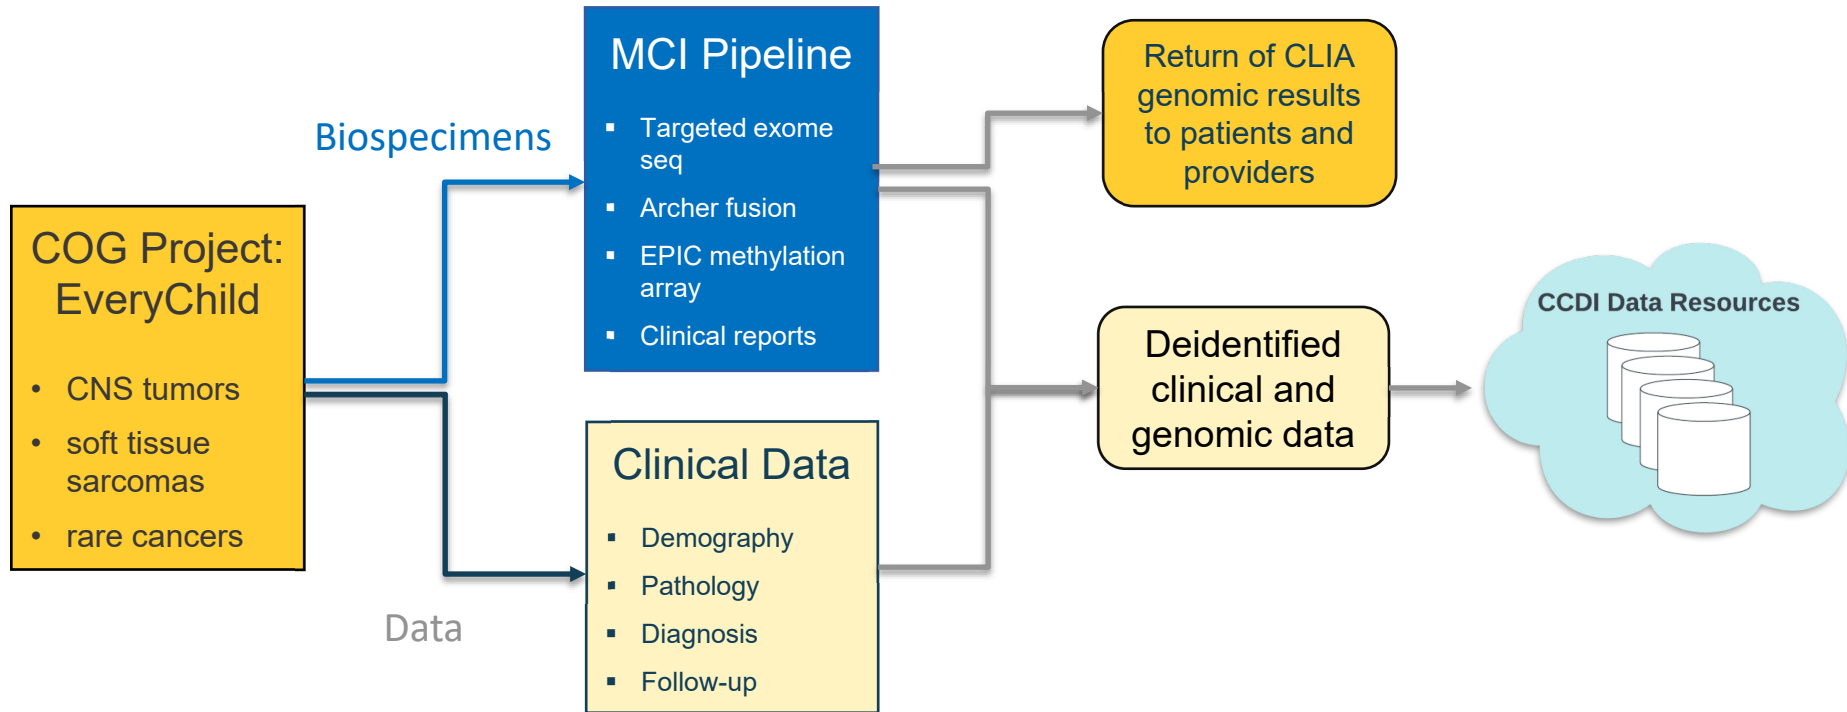 COG Project:
EveryChild
• CNS tumors
• soft tissue
sarcomas
• rare cancers
Biospecimens
Data
MCI Pipeline
▪ Targeted exome
seq
▪ Archer fusion
▪ EPIC methylation
array
▪ Clinical reports
Clinical Data
▪ Demography
▪ Pathology
▪ Diagnosis
▪ Follow-up
Return of CLIA
genomic results
to patients and
providers
Deidentified
clinical and
genomic data
CCDI Data Resources